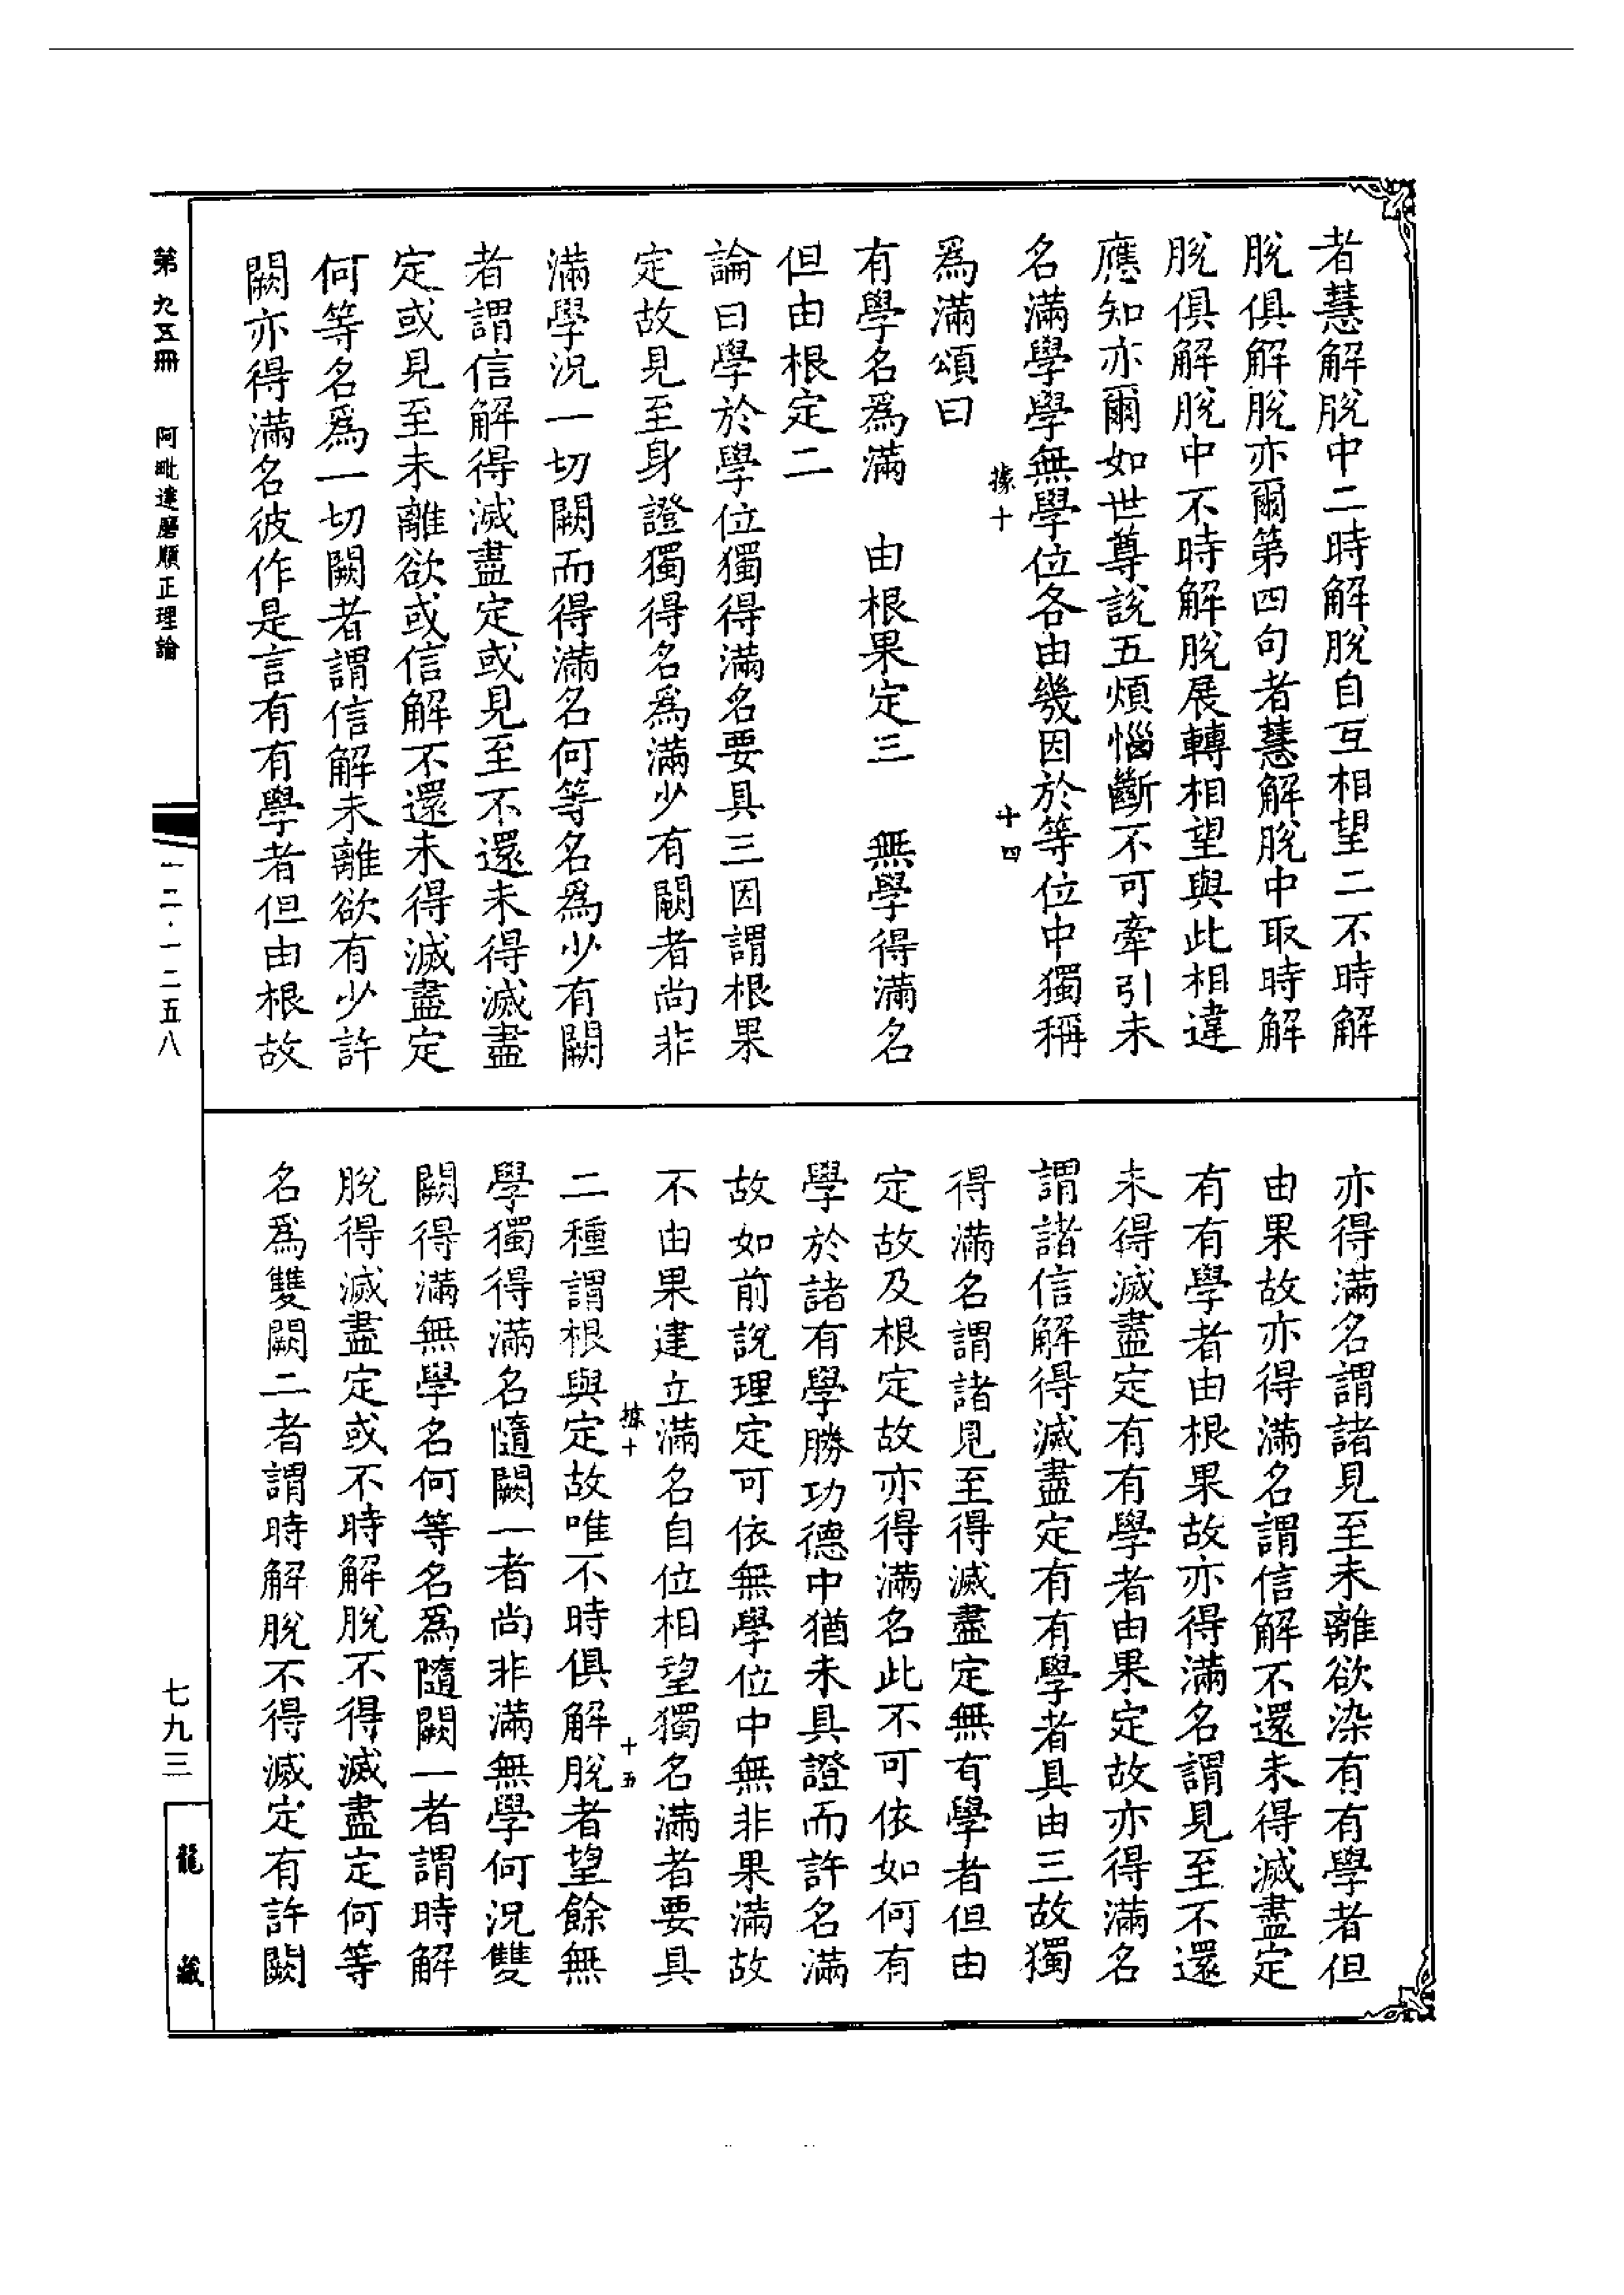 者慧解脫中二時解脫自互相望二不時解
脫俱解脫亦爾第四句者慧解脫中取時解
脫俱解脫中不時解脫展轉相望與此相違
應知亦爾如世尊說五煩惱斷不可牽引未
名滿學學無學位各由幾因於等位中獨稱
據十 十四
為滿頌曰
有學名為滿 由根果定三 無學得滿名
但由根定二
論曰學於學位獨得滿名要具三因謂根果
定故見至身證獨得名為滿少有闕者尚非
滿學況一切闕而得滿名何等名為少有闕
者謂信解得滅盡定或見至不還未得滅盡
定或見至未離欲或信解不還未得滅盡定
何等名為一切闕者謂信解未離欲有少許
闕亦得滿名彼作是言有有學者但由根故
亦得滿名謂諸見至未離欲染有有學者但
由果故亦得滿名謂信解不還未得滅盡定
有有學者由根果故亦得滿名謂見至不還
未得滅盡定有有學者由果定故亦得滿名
謂諸信解得滅盡定有有學者具由三故獨
得滿名謂諸見至得滅盡定無有學者但由
定故及根定故亦得滿名此不可依如何有
學於諸有學勝功德中猶未具證而許名滿
故如前說理定可依無學位中無非果滿故
不由果建立滿名自位相望獨名滿者要具
據十 十五
二種謂根與定故唯不時俱解脫者望餘無
學獨得滿名隨闕一者尚非滿無學何況雙
闕得滿無學名何等名為隨闕一者謂時解
脫得滅盡定或不時解脫不得滅盡定何等
名為雙闕二者謂時解脫不得滅定有許闕
第九五冊 阿毗達磨順正理論
一二·一二五八
七九三
龍藏